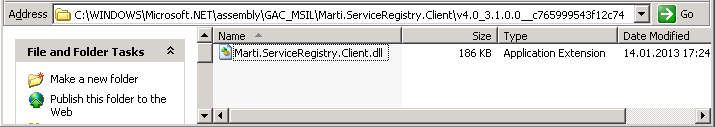 Address C:\WINDOWS\Microsoft.NET\assembly\GAC_MSIL\Marti.ServiceRegistry.Client\v4.0_3.1.0.0__c765999543f12c74 Go
File and Folder Tasks
Make a new folder
Publish this folder to the
Web
Name Size Type Date Modified
Marti.ServiceRegistry.Client.dll 186 KB Application Extension 14.01.2013 17:24